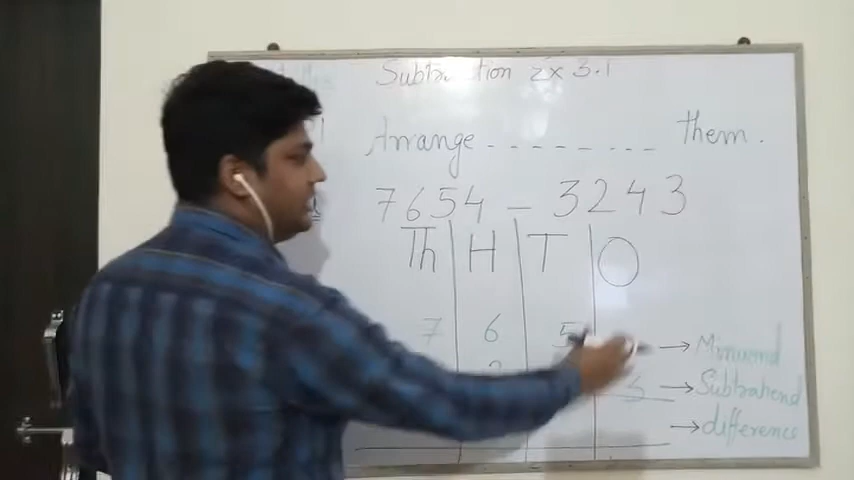 Subtraction Ex 3.1
Arrange - - - - - - - - them.
7654 - 3243
Th H T O
7 6 5 → Minuend
→ Subtrahend
→ difference